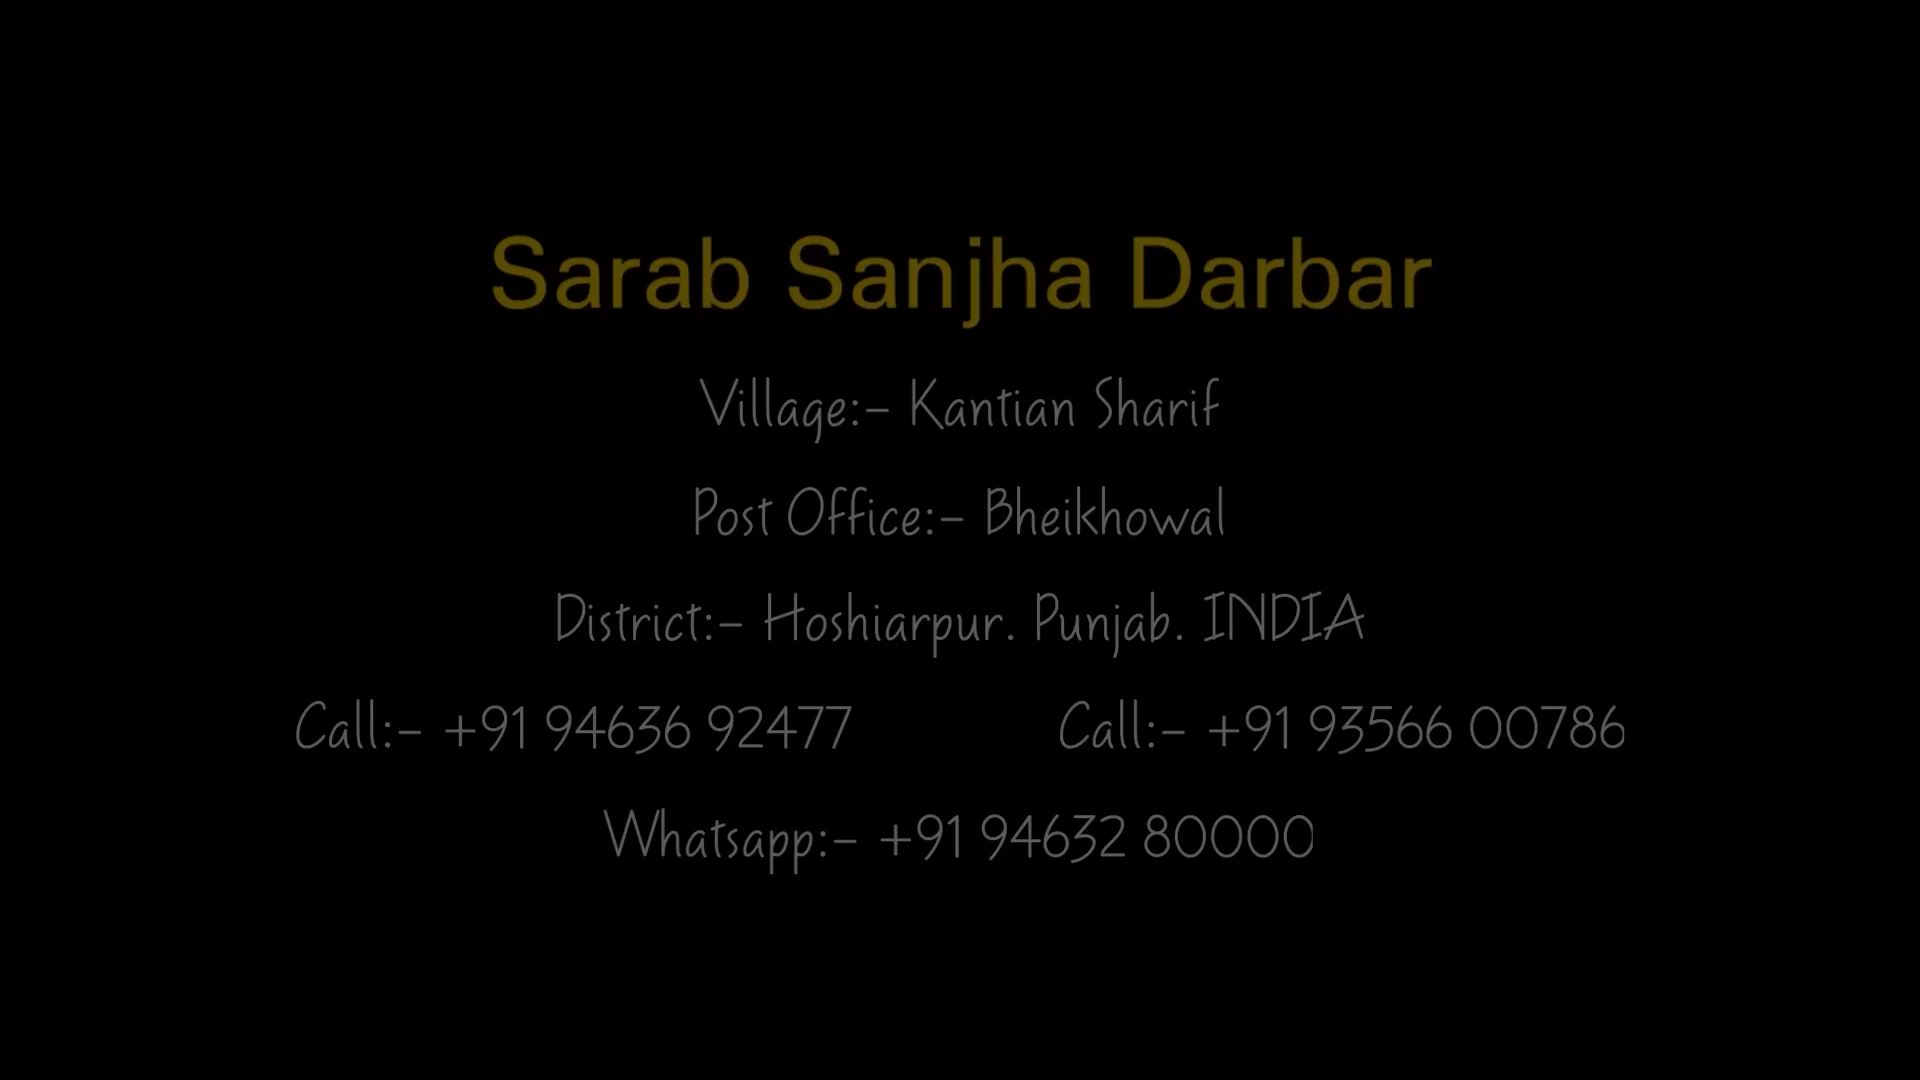 Sarab Sanjha Darbar
Village:- Kantian Sharif
Post Office:- Bheikhowal
District:- Hoshiarpur. Punjab. INDIA
Call:- +91 94636 92477 Call:- +91 93566 00786
Whatsapp:- +91 94632 80000